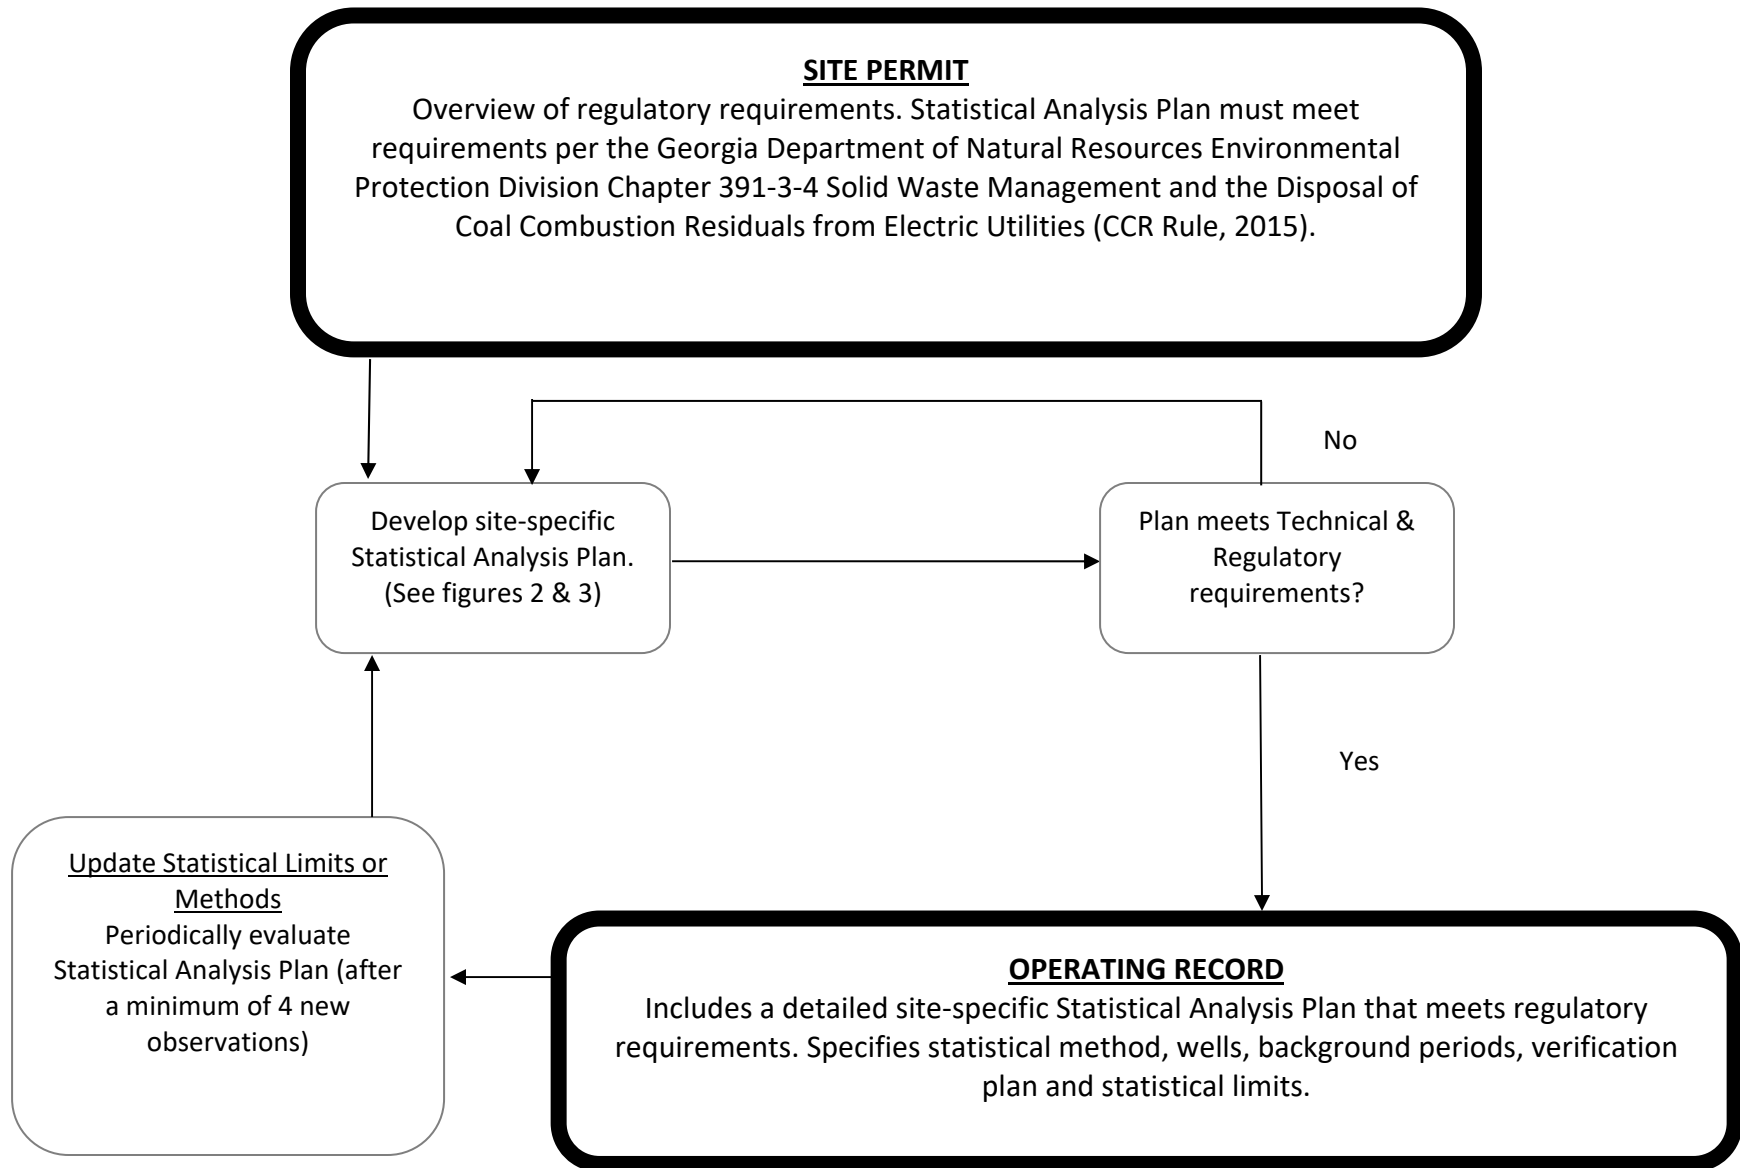 SITE PERMIT
Overview of regulatory requirements. Statistical Analysis Plan must meet
requirements per the Georgia Department of Natural Resources Environmental
Protection Division Chapter 391-3-4 Solid Waste Management and the Disposal of
Coal Combustion Residuals from Electric Utilities (CCR Rule, 2015).
No
Develop site-specific
Statistical Analysis Plan.
(See figures 2 & 3)
Plan meets Technical &
Regulatory
requirements?
Yes
Update Statistical Limits or
Methods
Periodically evaluate
Statistical Analysis Plan (after
a minimum of 4 new
observations)
OPERATING RECORD
Includes a detailed site-specific Statistical Analysis Plan that meets regulatory
requirements. Specifies statistical method, wells, background periods, verification
plan and statistical limits.